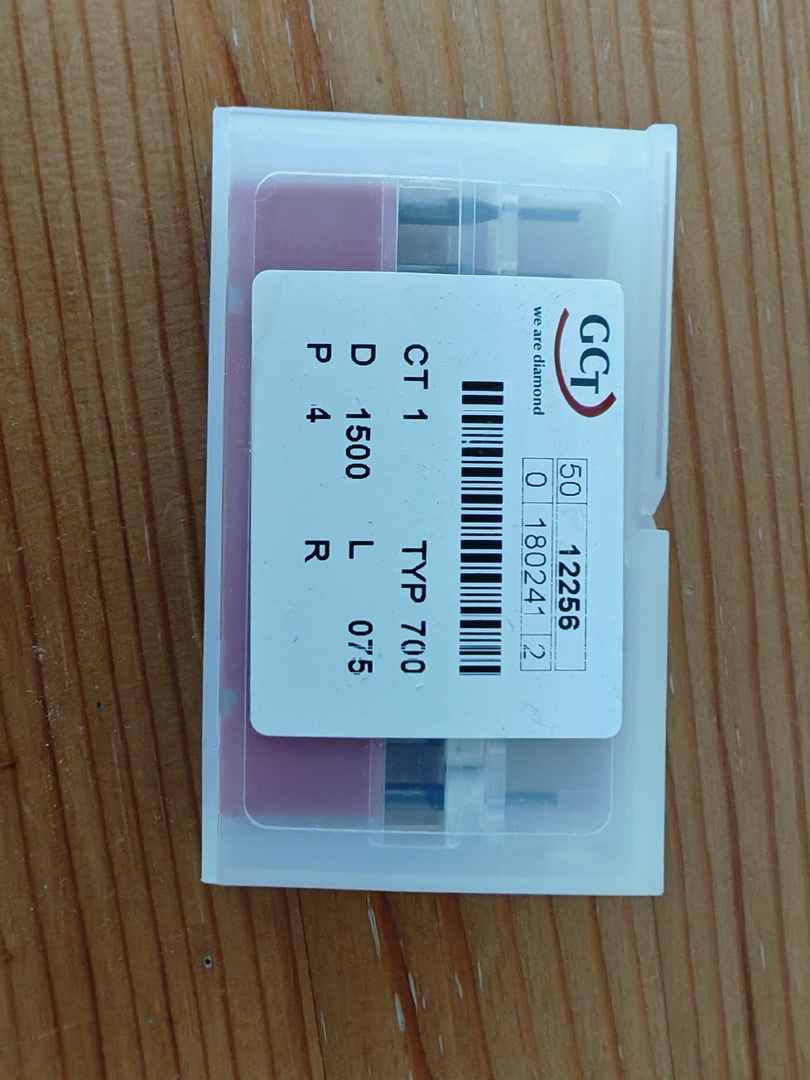 GCT
we are diamond
50 12256
0 180241 2
CT 1 TYP 700
D 1500 L 075
P 4 R